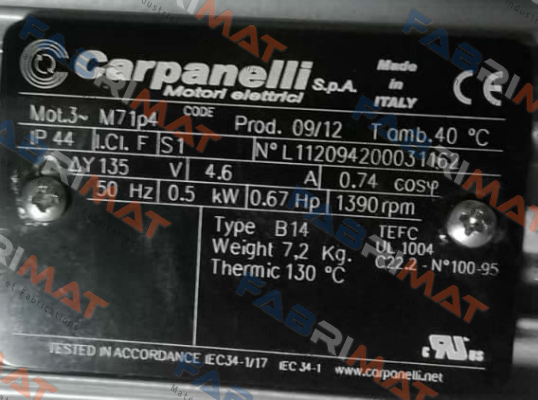 Carpanelli S.p.A.
Motori elettrici
Made in ITALY
CE
Mot.3~ M71p4 CODE Prod. 09/12 T amb.40 °C
IP 44 I.Cl. F S1 N° L112094200031162
ΔY 135 V 4.6 A 0.74 cosφ
50 Hz 0.5 kW 0.67 Hp 1390 rpm
Type B14 TEFC
Weight 7,2 Kg. UL 1004
Thermic 130 °C C22.2 - N°100-95
c RU us
TESTED IN ACCORDANCE IEC34-1/17 IEC 34-1 www.carpanelli.net
FABRIMAT